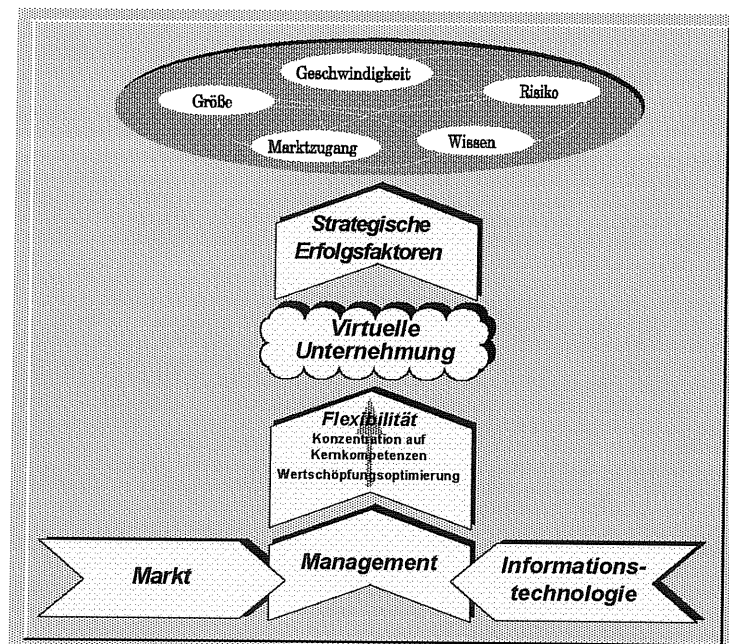 Geschwindigkeit
Größe
Risiko
Marktzugang
Wissen
Strategische
Erfolgsfaktoren
Virtuelle
Unternehmung
Flexibilität
Konzentration auf
Kernkompetenzen
Wertschöpfungsoptimierung
Markt
Management
Informations-
technologie